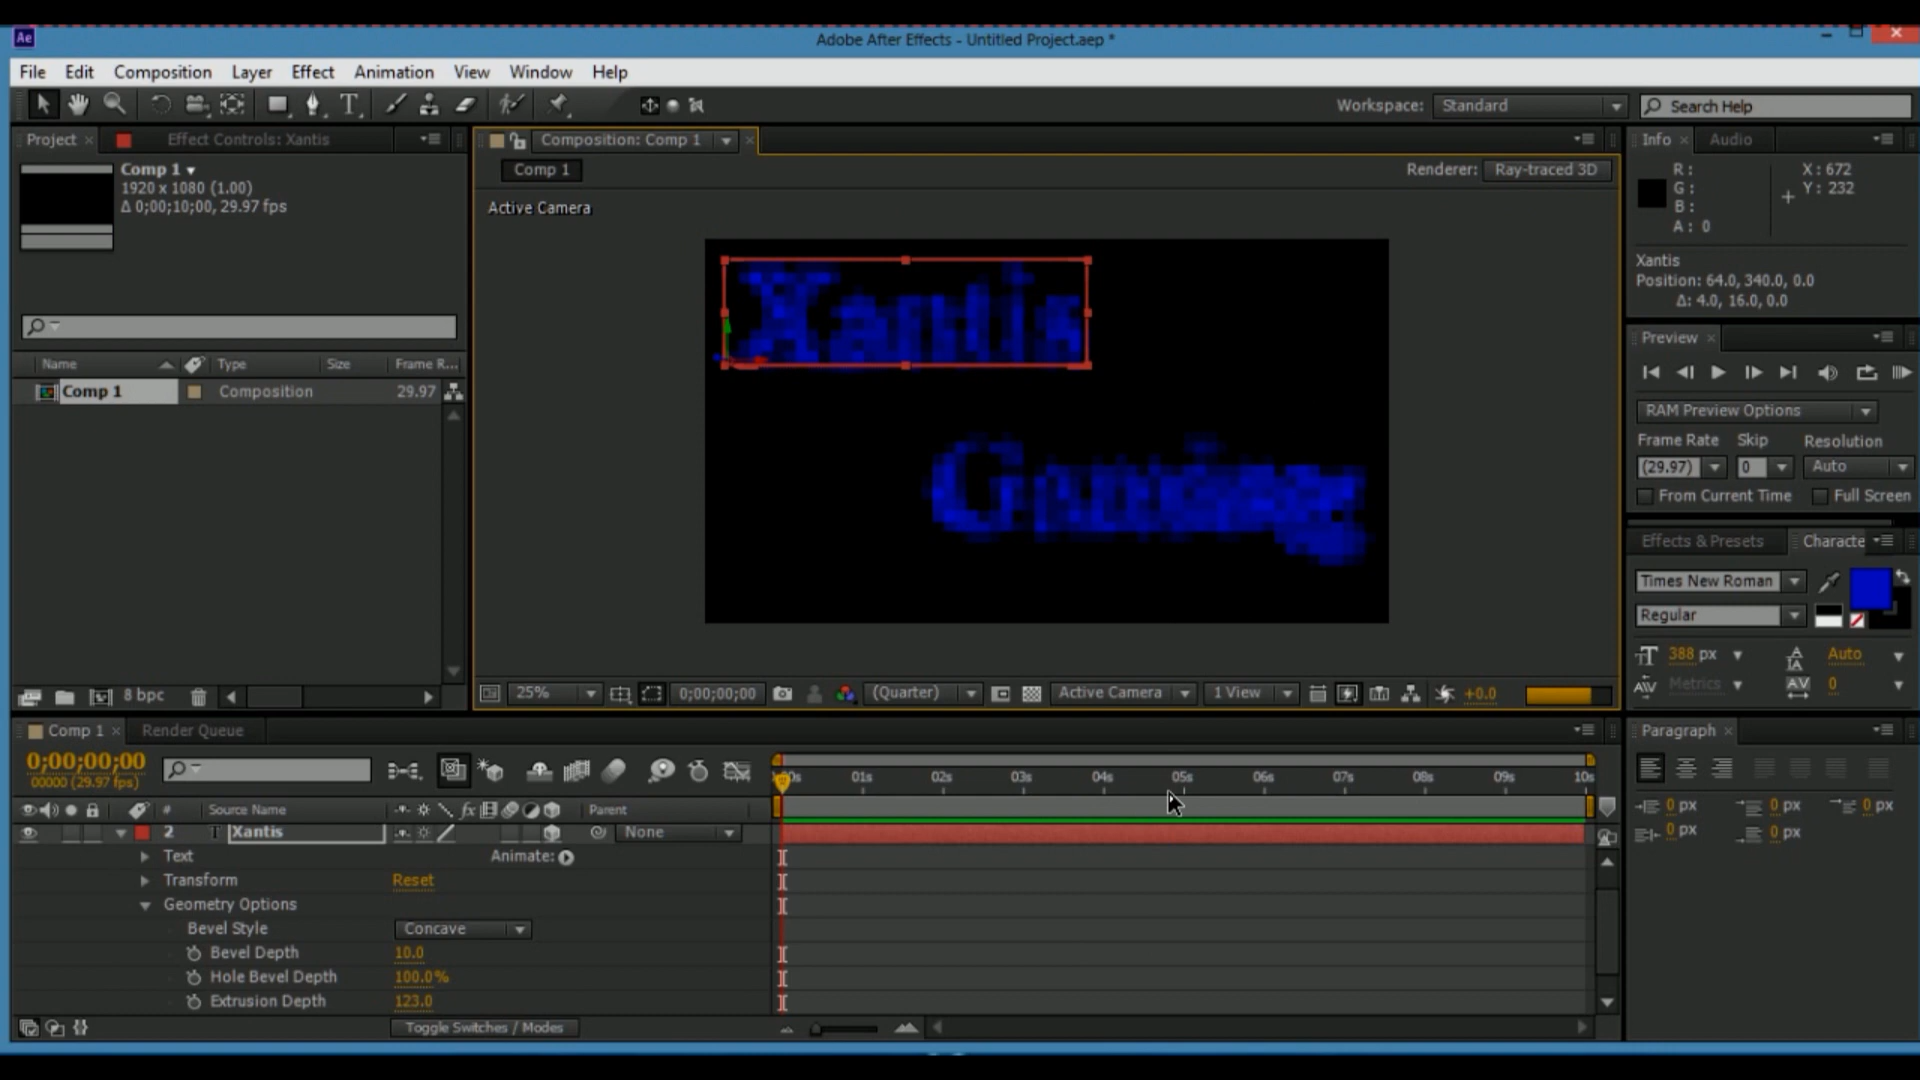 Ae
Adobe After Effects - Untitled Project.aep *
File Edit Composition Layer Effect Animation View Window Help
Workspace: Standard
Search Help
Project × Effect Controls: Xantis
Composition: Comp 1
Info × Audio
Comp 1
1920 x 1080 (1.00)
Δ 0;00;10;00, 29.97 fps
Comp 1
Renderer: Ray-traced 3D
Active Camera
R :
G :
B :
A : 0
X : 672
Y : 232
Xantis
Position: 64.0, 340.0, 0.0
Δ: 4.0, 16.0, 0.0
Xantis
Gaming
Preview ×
RAM Preview Options
Frame Rate Skip Resolution
(29.97) 0 Auto
From Current Time Full Screen
Name Type Size Frame R...
Comp 1 Composition 29.97
Effects & Presets Characte
Times New Roman
Regular
388 px Auto
Metrics 0
8 bpc
25% 0;00;00;00 (Quarter) Active Camera 1 View +0.0
Comp 1 × Render Queue
Paragraph ×
0;00;00;00
00000 (29.97 fps)
01s 02s 03s 04s 05s 06s 07s 08s 09s 10s
0 px 0 px 0 px
0 px 0 px
# Source Name fx Parent
2 T Xantis None
Text Animate:
Transform Reset
Geometry Options
Bevel Style Concave
Bevel Depth 10.0
Hole Bevel Depth 100.0%
Extrusion Depth 123.0
Toggle Switches / Modes